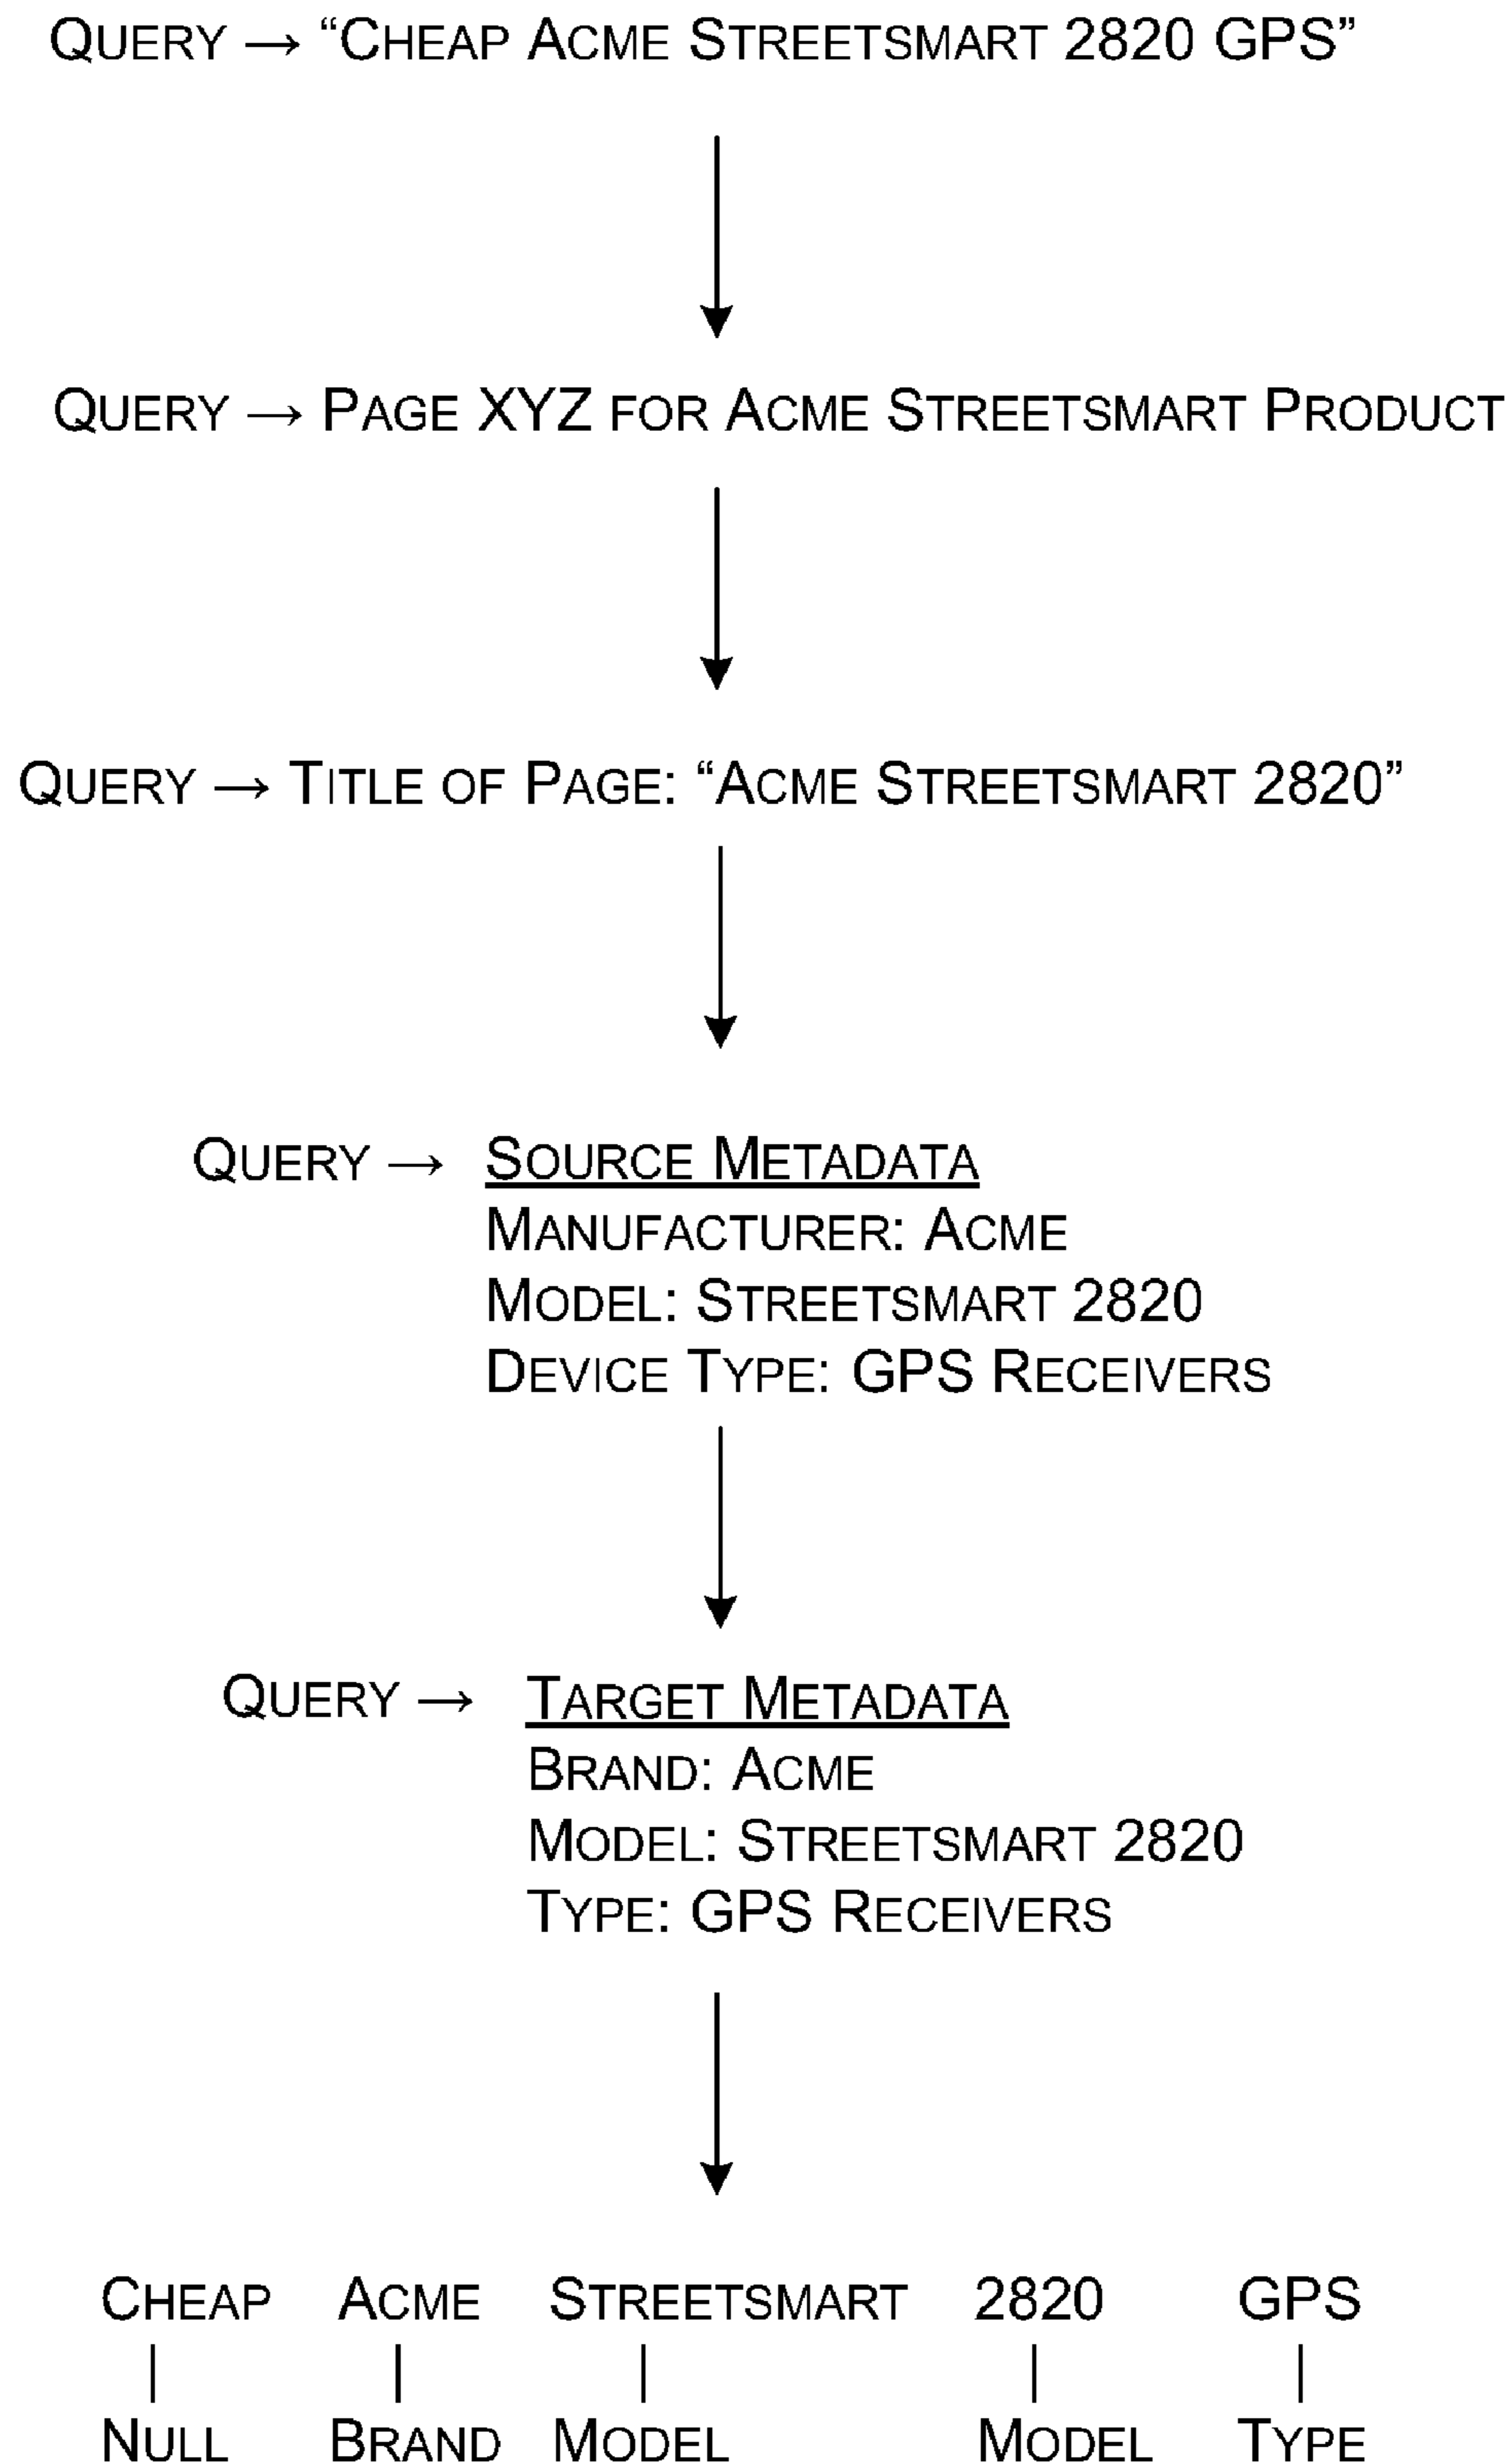 QUERY → “CHEAP ACME STREETSMART 2820 GPS”
QUERY → PAGE XYZ FOR ACME STREETSMART PRODUCT
QUERY → TITLE OF PAGE: “ACME STREETSMART 2820”
QUERY → SOURCE METADATA
MANUFACTURER: ACME
MODEL: STREETSMART 2820
DEVICE TYPE: GPS RECEIVERS
QUERY → TARGET METADATA
BRAND: ACME
MODEL: STREETSMART 2820
TYPE: GPS RECEIVERS
CHEAP ACME STREETSMART 2820 GPS
NULL BRAND MODEL MODEL TYPE